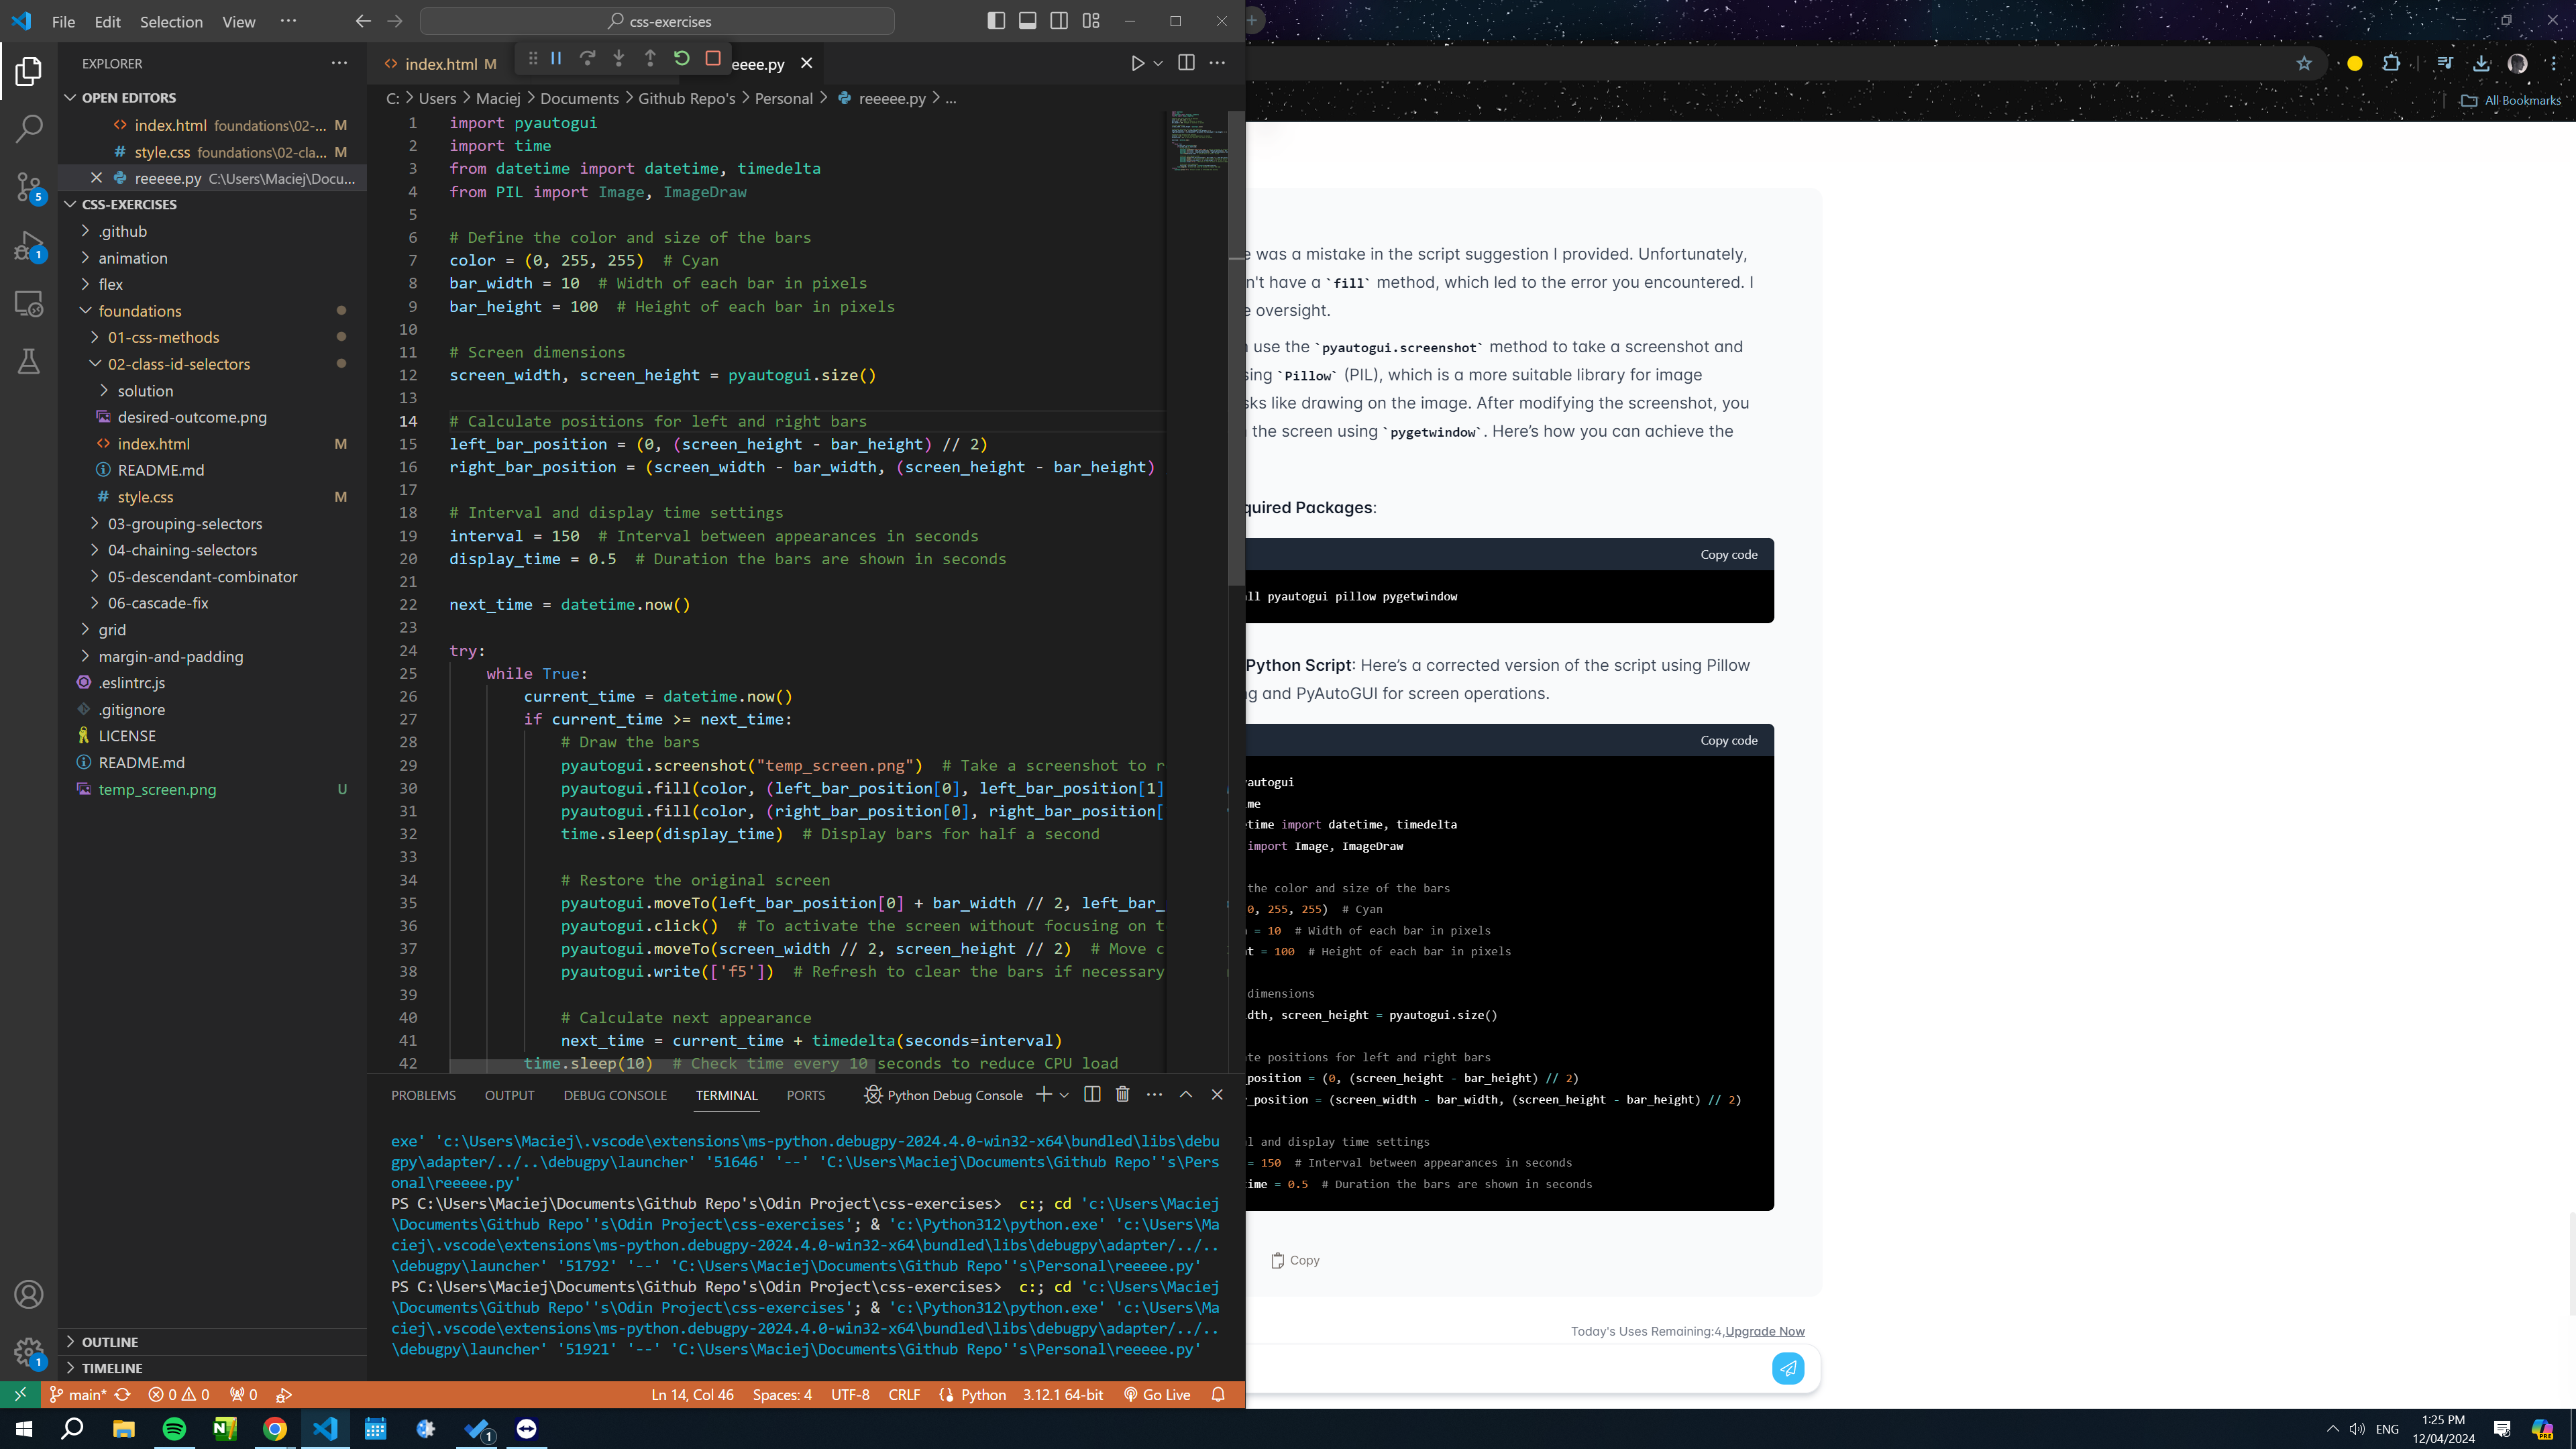 File Edit Selection View ···
css-exercises
EXPLORER
OPEN EDITORS
index.html foundations\02-... M
style.css foundations\02-cla... M
reeeee.py C:\Users\Maciej\Docu...
CSS-EXERCISES
.github
animation
flex
foundations
01-css-methods
02-class-id-selectors
solution
desired-outcome.png
index.html M
README.md
style.css M
03-grouping-selectors
04-chaining-selectors
05-descendant-combinator
06-cascade-fix
grid
margin-and-padding
.eslintrc.js
.gitignore
LICENSE
README.md
temp_screen.png U
OUTLINE
TIMELINE
5
1
1
index.html M
eeee.py
C: > Users > Maciej > Documents > Github Repo's > Personal > reeeee.py > ...
1 import pyautogui
2 import time
3 from datetime import datetime, timedelta
4 from PIL import Image, ImageDraw
5
6 # Define the color and size of the bars
7 color = (0, 255, 255)  # Cyan
8 bar_width = 10  # Width of each bar in pixels
9 bar_height = 100  # Height of each bar in pixels
10
11 # Screen dimensions
12 screen_width, screen_height = pyautogui.size()
13
14 # Calculate positions for left and right bars
15 left_bar_position = (0, (screen_height - bar_height) // 2)
16 right_bar_position = (screen_width - bar_width, (screen_height - bar_height)
17
18 # Interval and display time settings
19 interval = 150  # Interval between appearances in seconds
20 display_time = 0.5  # Duration the bars are shown in seconds
21
22 next_time = datetime.now()
23
24 try:
25 while True:
26 current_time = datetime.now()
27 if current_time >= next_time:
28 # Draw the bars
29 pyautogui.screenshot("temp_screen.png")  # Take a screenshot to r
30 pyautogui.fill(color, (left_bar_position[0], left_bar_position[1]
31 pyautogui.fill(color, (right_bar_position[0], right_bar_position[
32 time.sleep(display_time)  # Display bars for half a second
33
34 # Restore the original screen
35 pyautogui.moveTo(left_bar_position[0] + bar_width // 2, left_bar_
36 pyautogui.click()  # To activate the screen without focusing on t
37 pyautogui.moveTo(screen_width // 2, screen_height // 2)  # Move c
38 pyautogui.write(['f5'])  # Refresh to clear the bars if necessary
39
40 # Calculate next appearance
41 next_time = current_time + timedelta(seconds=interval)
42 time.sleep(10)  # Check time every 10 seconds to reduce CPU load
PROBLEMS OUTPUT DEBUG CONSOLE TERMINAL PORTS Python Debug Console
exe' 'c:\Users\Maciej\.vscode\extensions\ms-python.debugpy-2024.4.0-win32-x64\bundled\libs\debu
gpy\adapter/../..\debugpy\launcher' '51646' '--' 'C:\Users\Maciej\Documents\Github Repo''s\Pers
onal\reeeee.py'
PS C:\Users\Maciej\Documents\Github Repo's\Odin Project\css-exercises>  c:; cd 'c:\Users\Maciej
\Documents\Github Repo''s\Odin Project\css-exercises'; & 'c:\Python312\python.exe' 'c:\Users\Ma
ciej\.vscode\extensions\ms-python.debugpy-2024.4.0-win32-x64\bundled\libs\debugpy\adapter/../..
\debugpy\launcher' '51792' '--' 'C:\Users\Maciej\Documents\Github Repo''s\Personal\reeeee.py'
PS C:\Users\Maciej\Documents\Github Repo's\Odin Project\css-exercises>  c:; cd 'c:\Users\Maciej
\Documents\Github Repo''s\Odin Project\css-exercises'; & 'c:\Python312\python.exe' 'c:\Users\Ma
ciej\.vscode\extensions\ms-python.debugpy-2024.4.0-win32-x64\bundled\libs\debugpy\adapter/../..
\debugpy\launcher' '51921' '--' 'C:\Users\Maciej\Documents\Github Repo''s\Personal\reeeee.py'
main* 0 0 0 Ln 14, Col 46 Spaces: 4 UTF-8 CRLF Python 3.12.1 64-bit Go Live
All Bookmarks
e was a mistake in the script suggestion I provided. Unfortunately,
n't have a `fill` method, which led to the error you encountered. I
e oversight.
n use the `pyautogui.screenshot` method to take a screenshot and
sing `Pillow` (PIL), which is a more suitable library for image
sks like drawing on the image. After modifying the screenshot, you
n the screen using `pygetwindow`. Here's how you can achieve the
quired Packages:
Copy code
ll pyautogui pillow pygetwindow
Python Script: Here's a corrected version of the script using Pillow
g and PyAutoGUI for screen operations.
Copy code
yautogui
ime
etime import datetime, timedelta
import Image, ImageDraw
the color and size of the bars
0, 255, 255)  # Cyan
= 10  # Width of each bar in pixels
ht = 100  # Height of each bar in pixels
dimensions
idth, screen_height = pyautogui.size()
ate positions for left and right bars
_position = (0, (screen_height - bar_height) // 2)
r_position = (screen_width - bar_width, (screen_height - bar_height) // 2)
al and display time settings
= 150  # Interval between appearances in seconds
time = 0.5  # Duration the bars are shown in seconds
Copy
Today's Uses Remaining:4,Upgrade Now
1
ENG
1:25 PM
12/04/2024
PRE